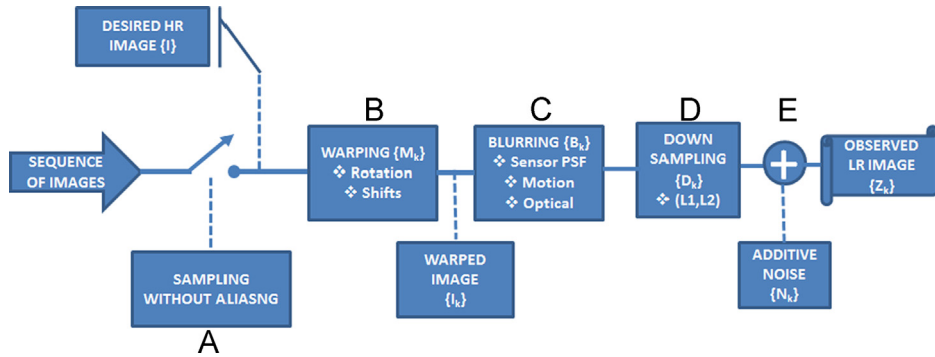 DESIRED HR
IMAGE {I}
B
C
D
E
SEQUENCE
OF IMAGES
WARPING {Mk}
❖ Rotation
❖ Shifts
BLURRING {Bk}
❖ Sensor PSF
❖ Motion
❖ Optical
DOWN
SAMPLING
{Dk}
❖ (L1,L2)
+
OBSERVED
LR IMAGE
{Zk}
SAMPLING
WITHOUT ALIASNG
A
WARPED
IMAGE
{Ik}
ADDITIVE
NOISE
{Nk}